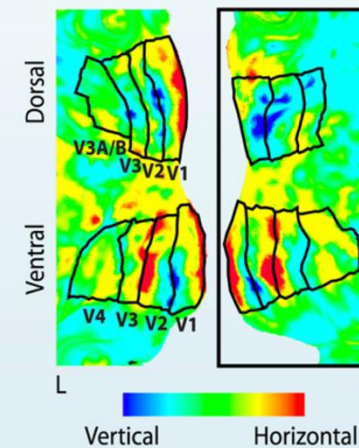 Dorsal
V3A/B
V3 V2 V1
Ventral
V4 V3 V2 V1
L
Vertical Horizontal